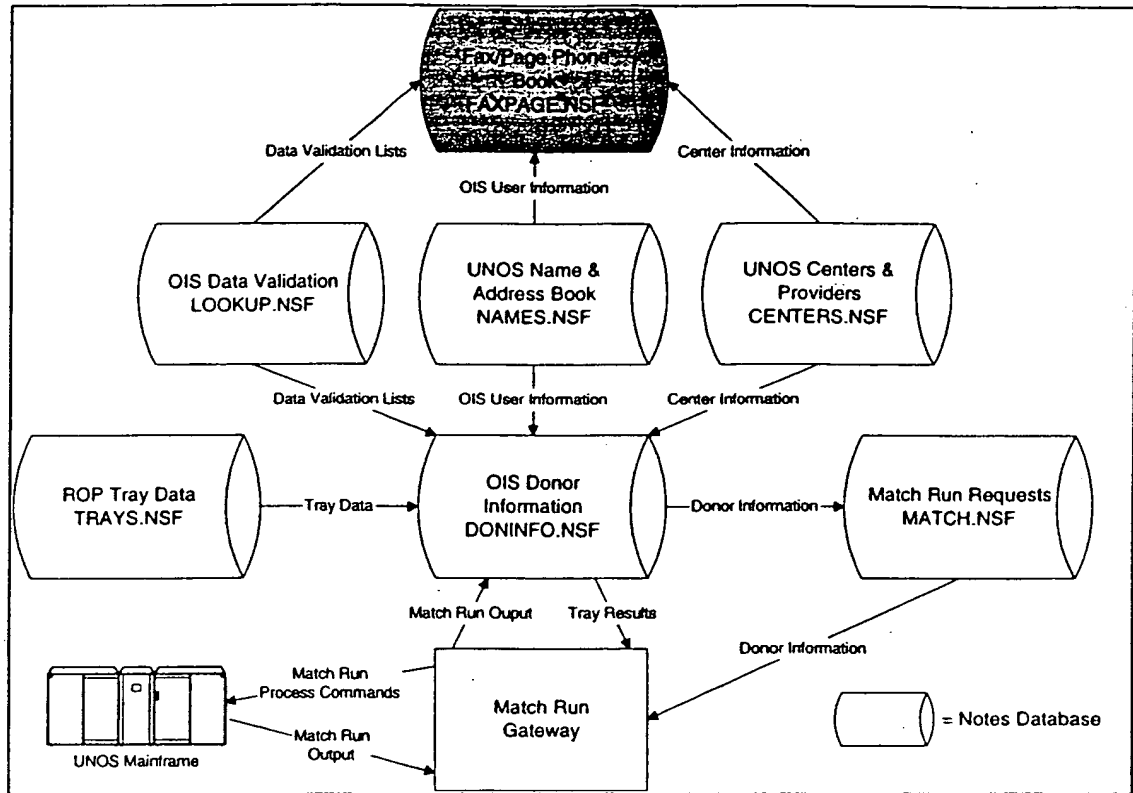 Fax/Page Phone
Book
FAXPAGE.NSF
Data Validation Lists
Center Information
OIS User Information
OIS Data Validation
LOOKUP.NSF
UNOS Name &
Address Book
NAMES.NSF
UNOS Centers &
Providers
CENTERS.NSF
Data Validation Lists
OIS User Information
Center Information
ROP Tray Data
TRAYS.NSF
Tray Data
OIS Donor
Information
DONINFO.NSF
Donor Information
Match Run Requests
MATCH.NSF
Match Run Ouput
Tray Results
Donor Information
Match Run
Process Commands
Match Run
Gateway
Match Run
Output
UNOS Mainframe
= Notes Database